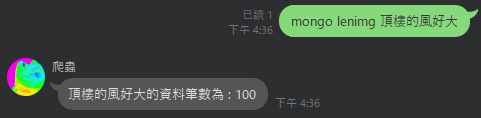 已讀 1
下午 4:36
mongo lenimg 頂樓的風好大
爬蟲
頂樓的風好大的資料筆數為 : 100
下午 4:36